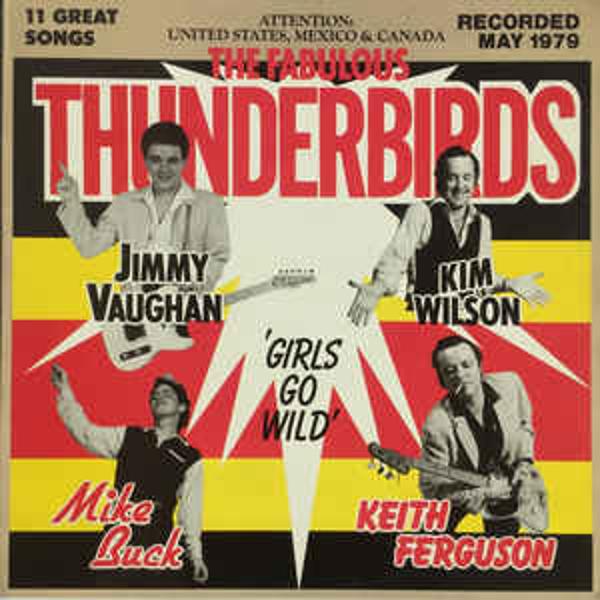 11 GREAT
SONGS
ATTENTION:
UNITED STATES, MEXICO & CANADA
RECORDED
MAY 1979
THE FABULOUS
THUNDERBIRDS
JIMMY
VAUGHAN
KIM
WILSON
'GIRLS
GO
WILD'
Mike
Buck
KEITH
FERGUSON